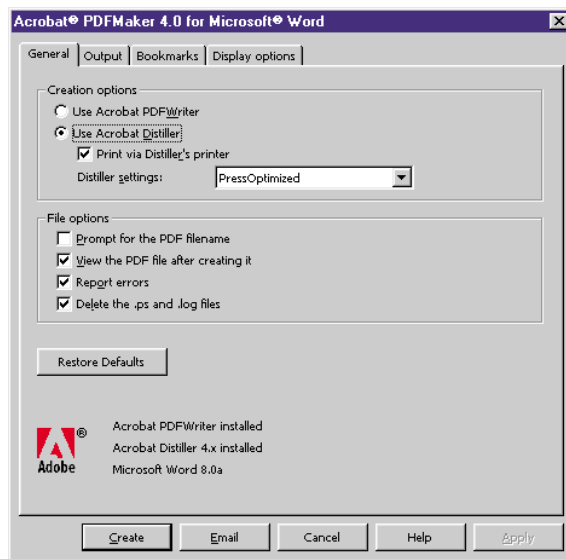 Acrobat® PDFMaker 4.0 for Microsoft® Word
General Output Bookmarks Display options
Creation options
Use Acrobat PDFWriter
Use Acrobat Distiller
Print via Distiller's printer
Distiller settings: PressOptimized
File options
Prompt for the PDF filename
View the PDF file after creating it
Report errors
Delete the .ps and .log files
Restore Defaults
Acrobat PDFWriter installed
Acrobat Distiller 4.x installed
Microsoft Word 8.0a
® Adobe
Create Email Cancel Help Apply